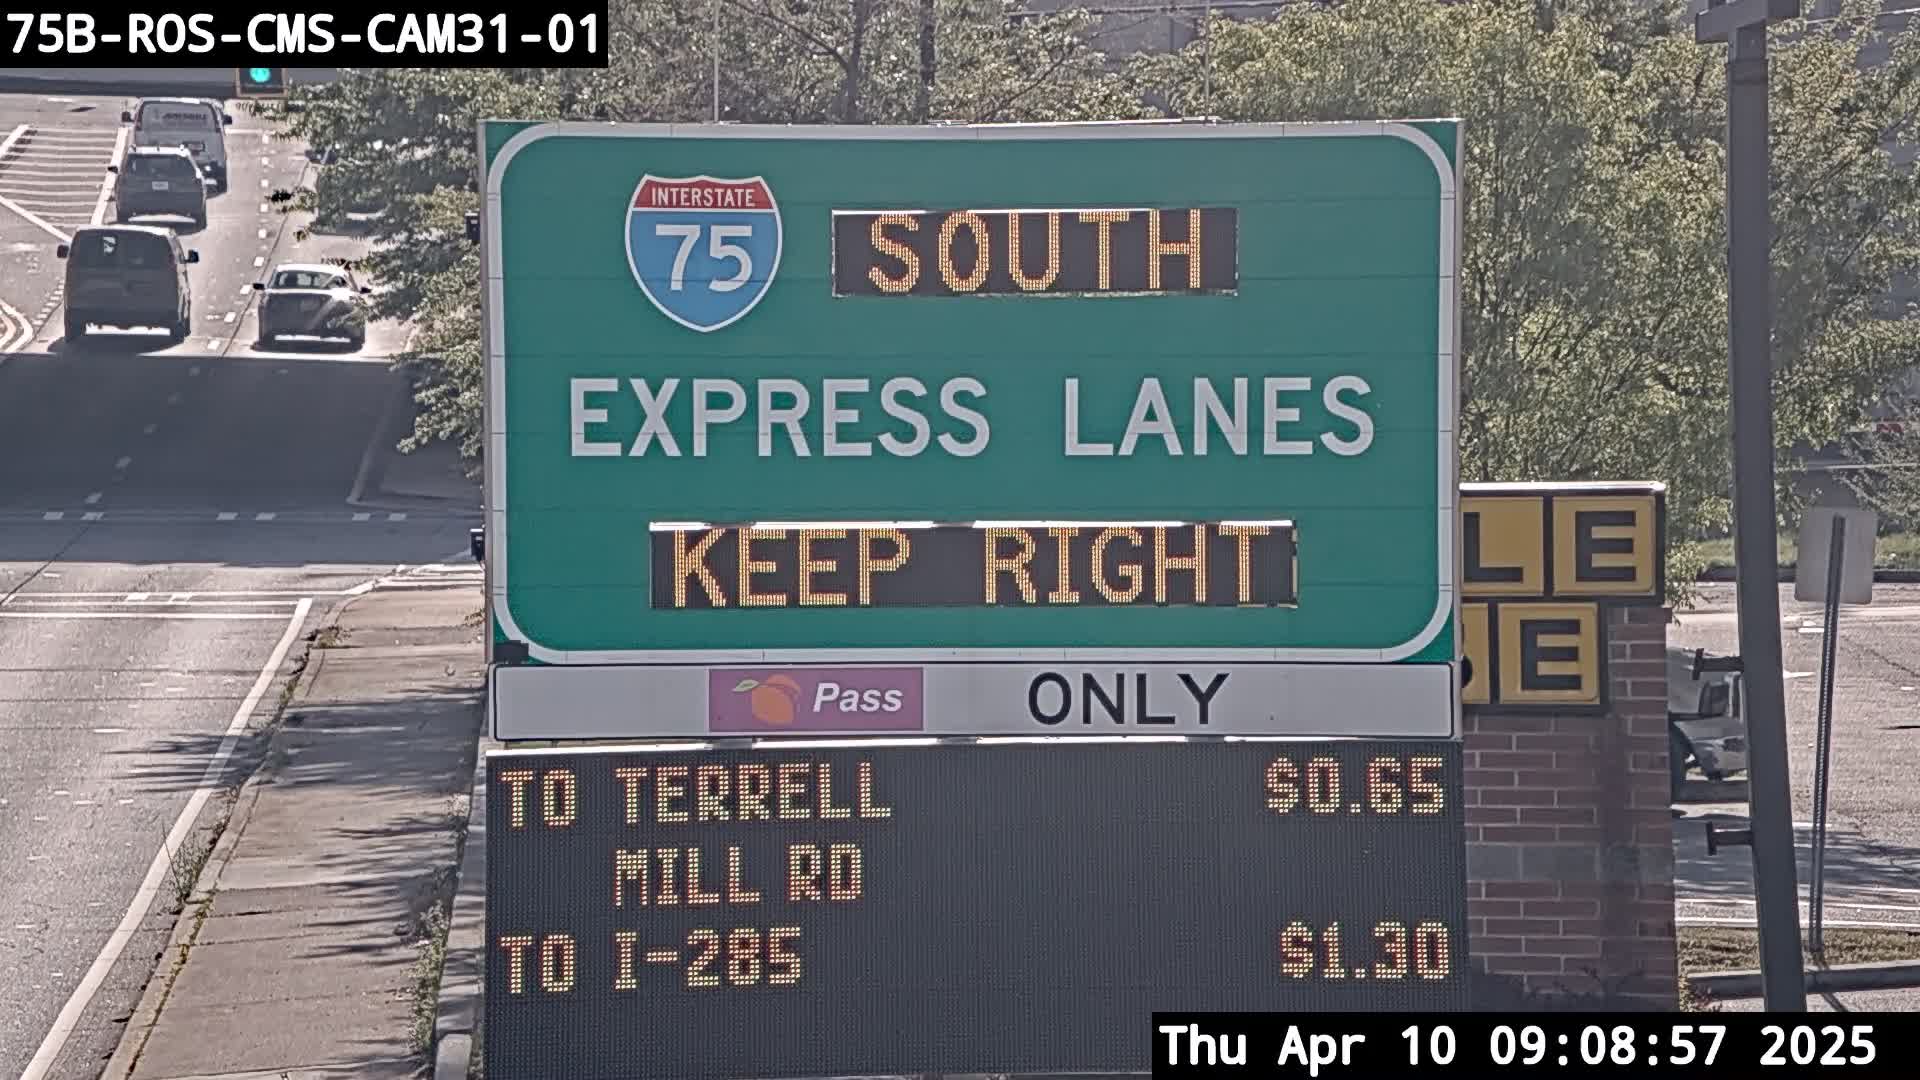 75B-ROS-CMS-CAM31-01
INTERSTATE
75
SOUTH
EXPRESS LANES
KEEP RIGHT
Pass ONLY
TO TERRELL $0.65
MILL RD
TO I-285 $1.30
LE
E
Thu Apr 10 09:08:57 2025